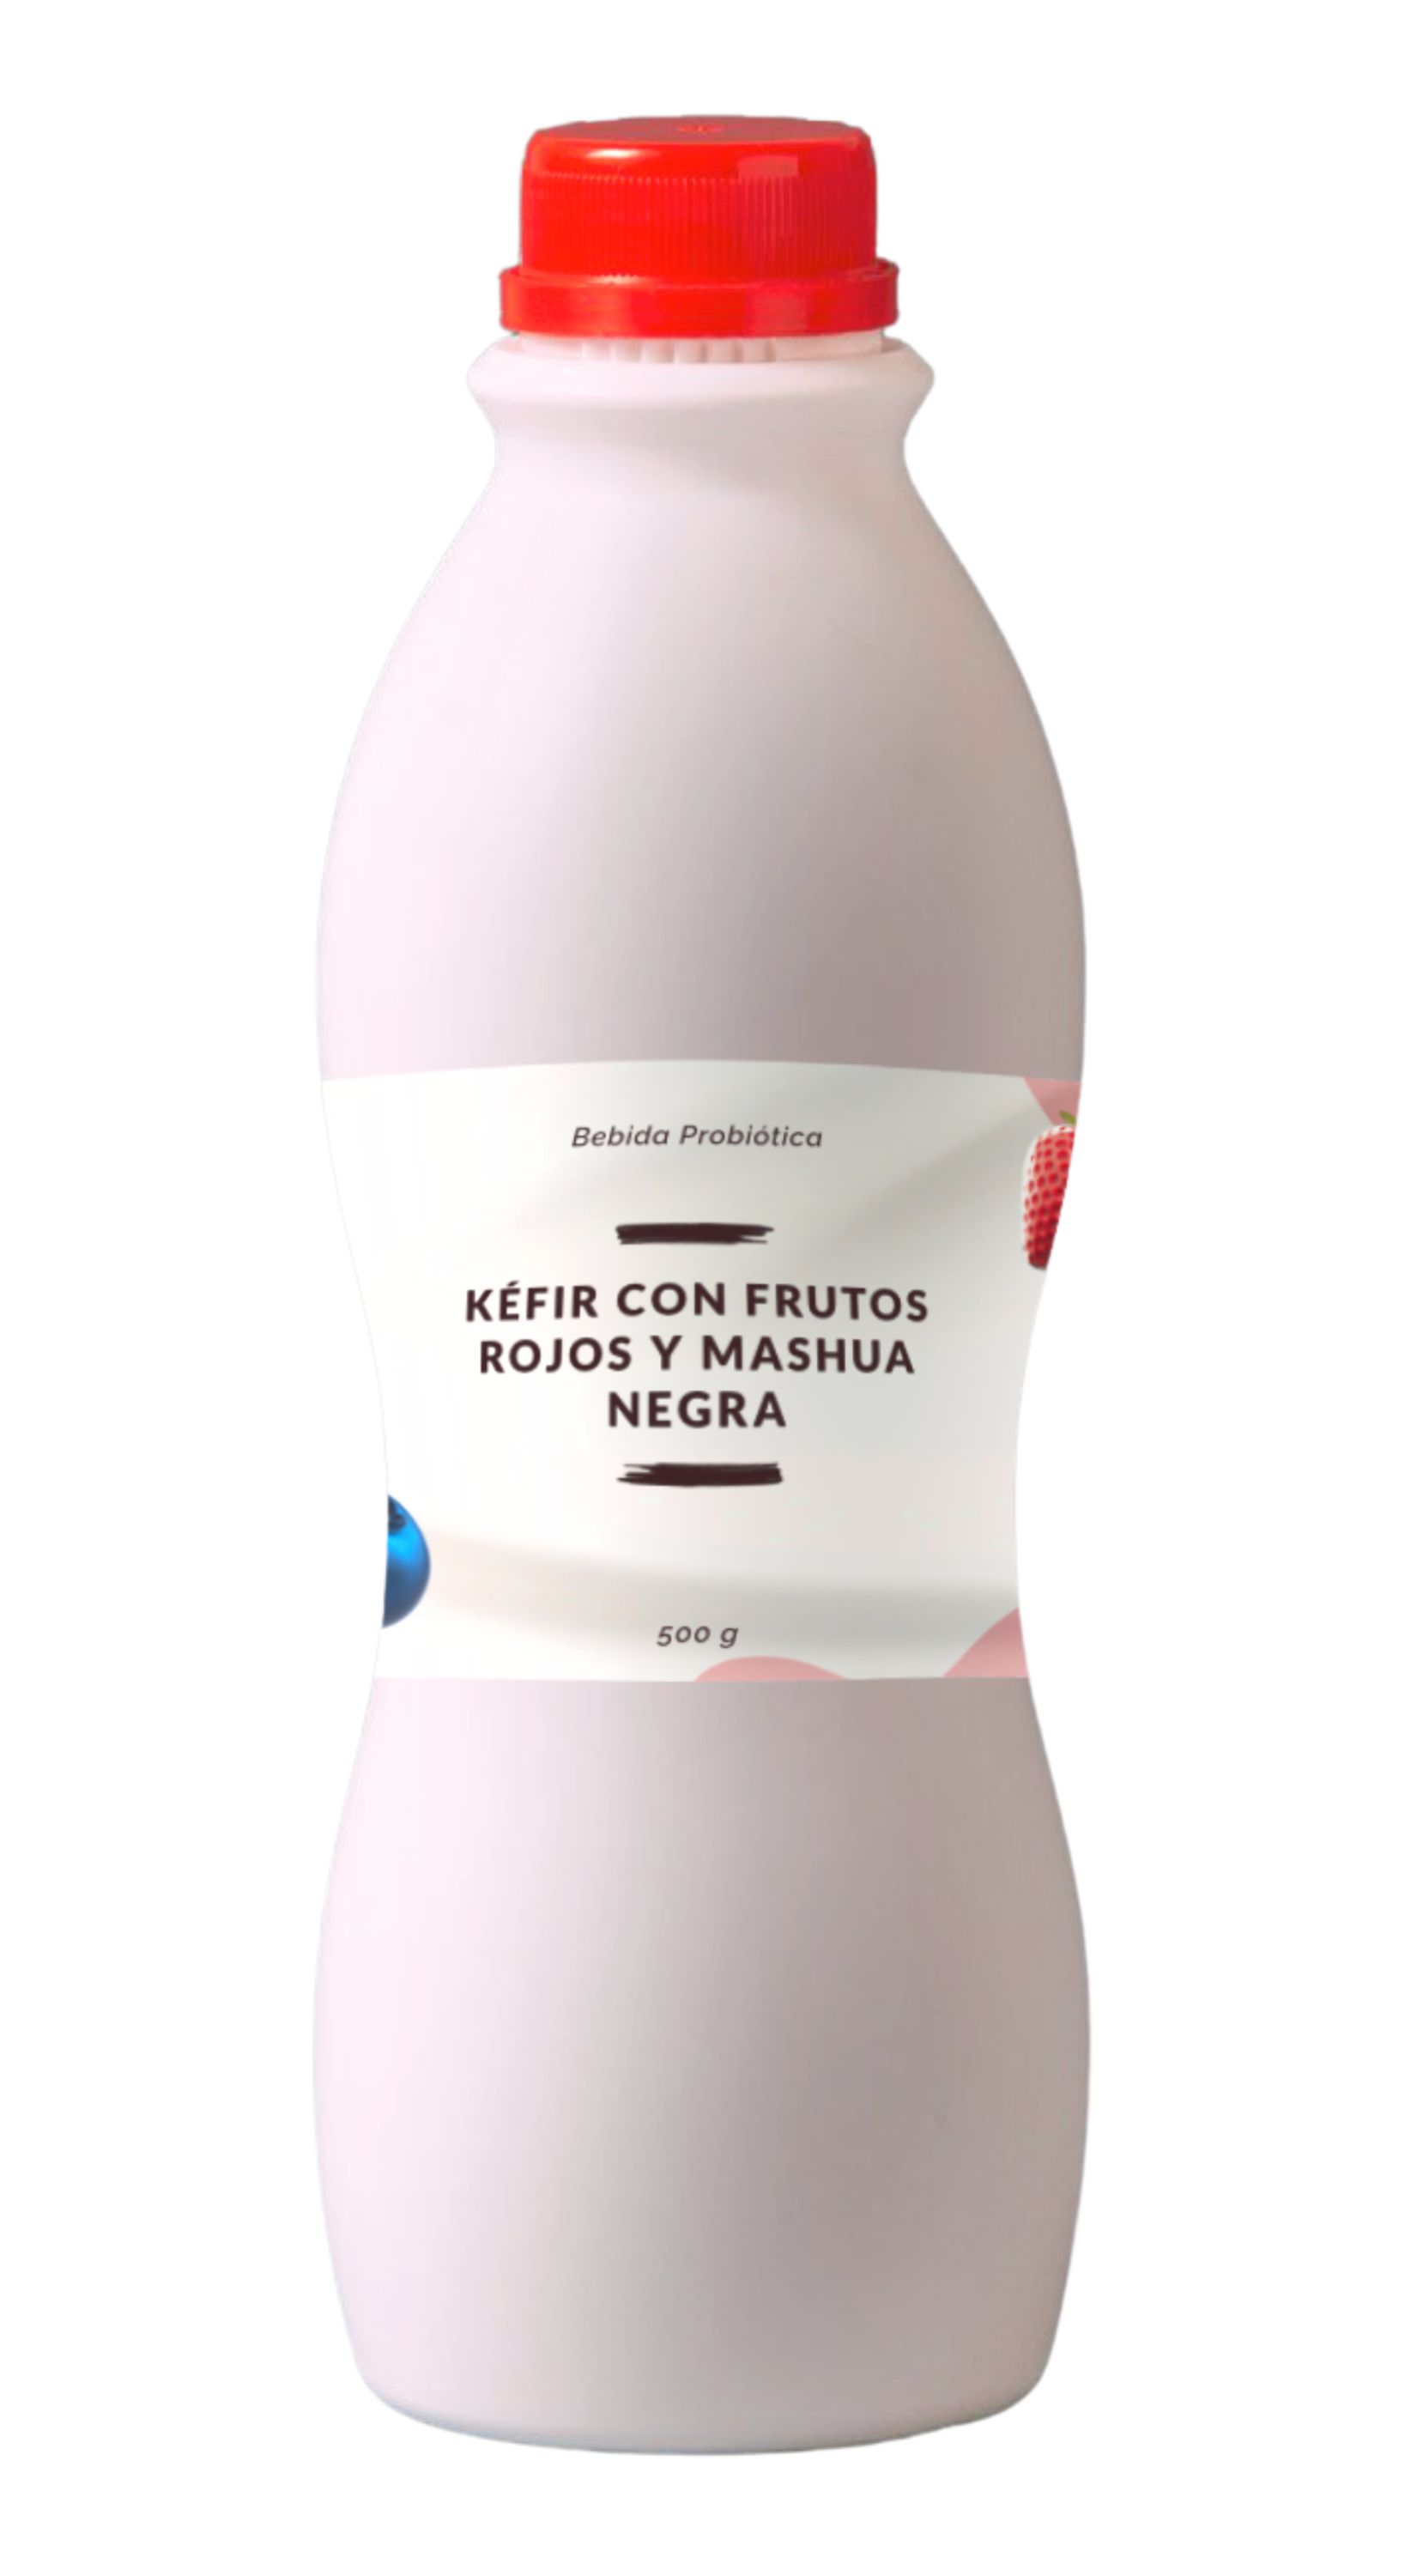 Bebida Probiótica
KÉFIR CON FRUTOS
ROJOS Y MASHUA
NEGRA
500 g